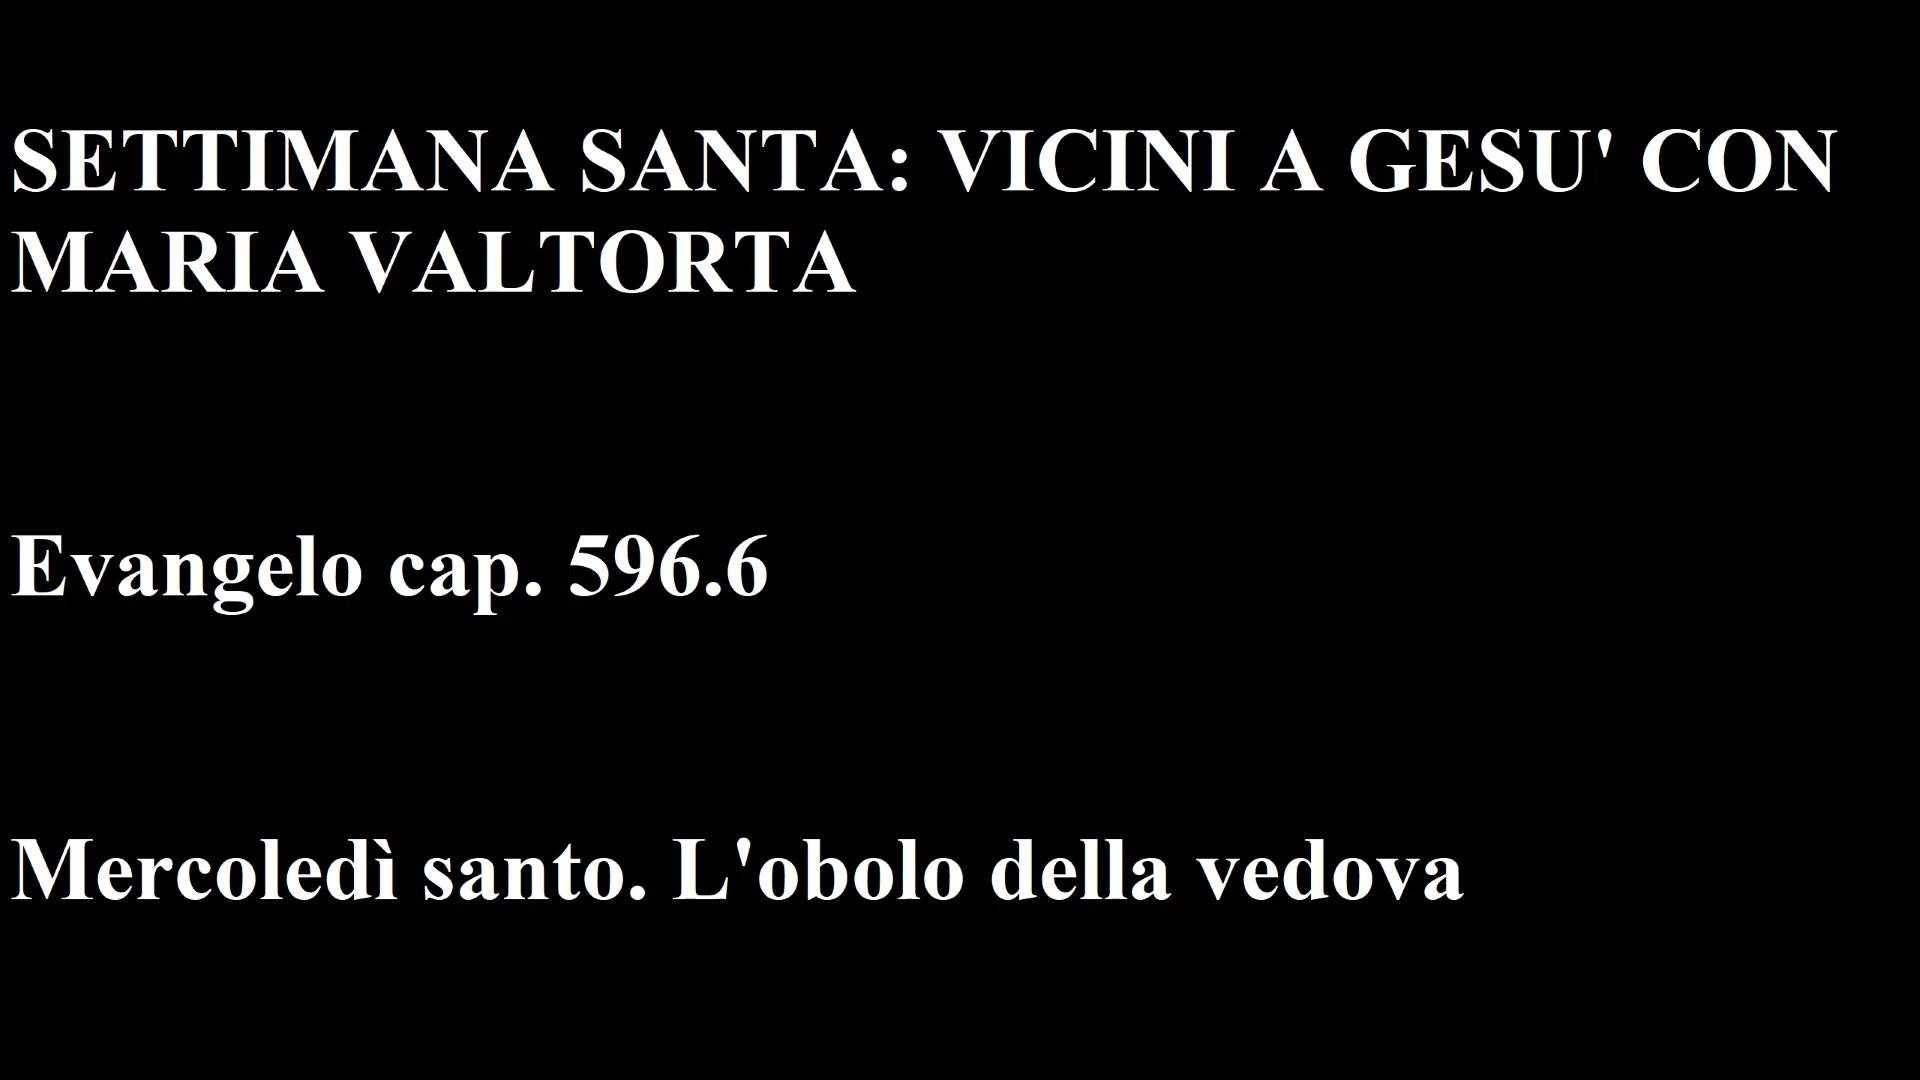 SETTIMANA SANTA: VICINI A GESU' CON
MARIA VALTORTA
Evangelo cap. 596.6
Mercoledì santo. L'obolo della vedova